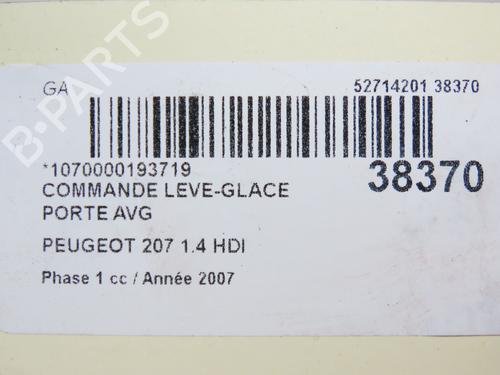 GA
52714201 38370
*1070000193719
38370
COMMANDE LEVE-GLACE
PORTE AVG
PEUGEOT 207 1.4 HDI
Phase 1 cc / Année 2007
B-PARTS